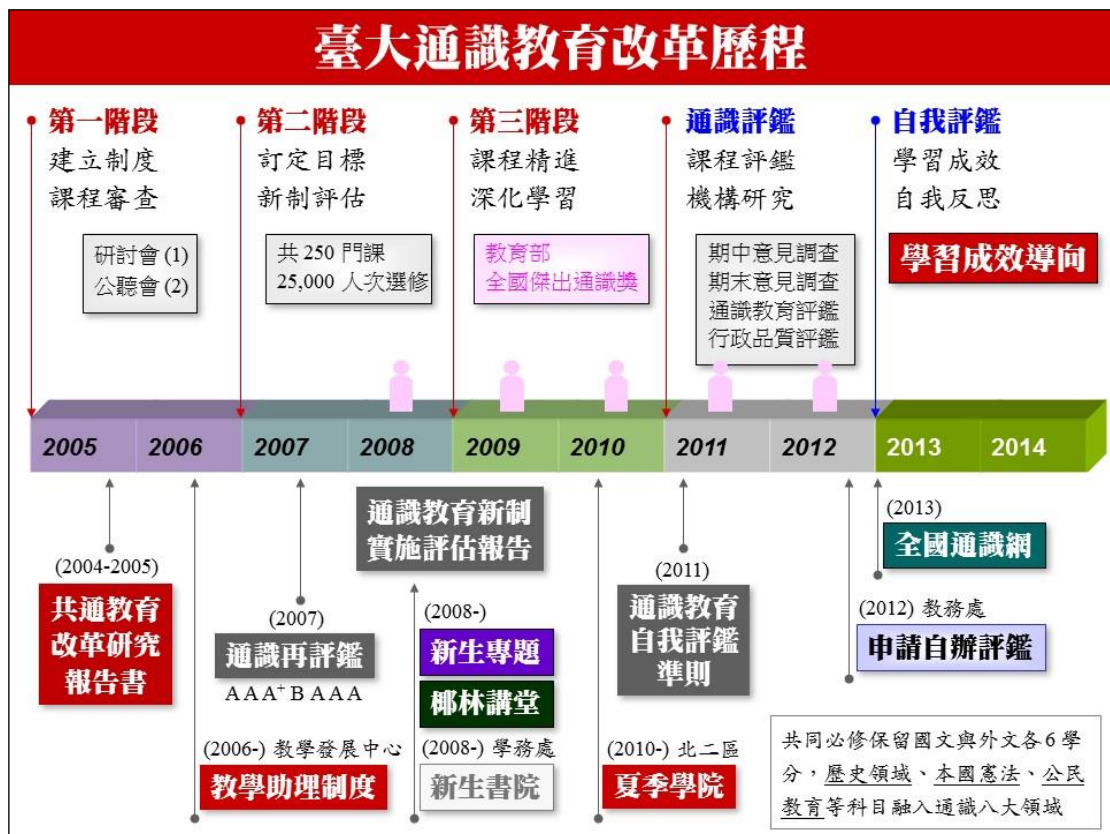 臺大通識教育改革歷程
第一階段
建立制度
課程審查
研討會 (1)
公聽會 (2)
第二階段
訂定目標
新制評估
共 250 門課
25,000 人次選修
第三階段
課程精進
深化學習
教育部
全國傑出通識獎
通識評鑑
課程評鑑
機構研究
期中意見調查
期末意見調查
通識教育評鑑
行政品質評鑑
自我評鑑
學習成效
自我反思
學習成效導向
2005 2006 2007 2008 2009 2010 2011 2012 2013 2014
(2004-2005)
共通教育
改革研究
報告書
(2006-) 教學發展中心
教學助理制度
(2007)
通識再評鑑
A A A⁺ B A A A
通識教育新制
實施評估報告
(2008-)
新生專題
椰林講堂
(2008-) 學務處
新生書院
(2010-) 北二區
夏季學院
(2011)
通識教育
自我評鑑
準則
(2013)
全國通識網
(2012) 教務處
申請自辦評鑑
共同必修保留國文與外文各 6 學
分，歷史領域、本國憲法、公民
教育等科目融入通識八大領域